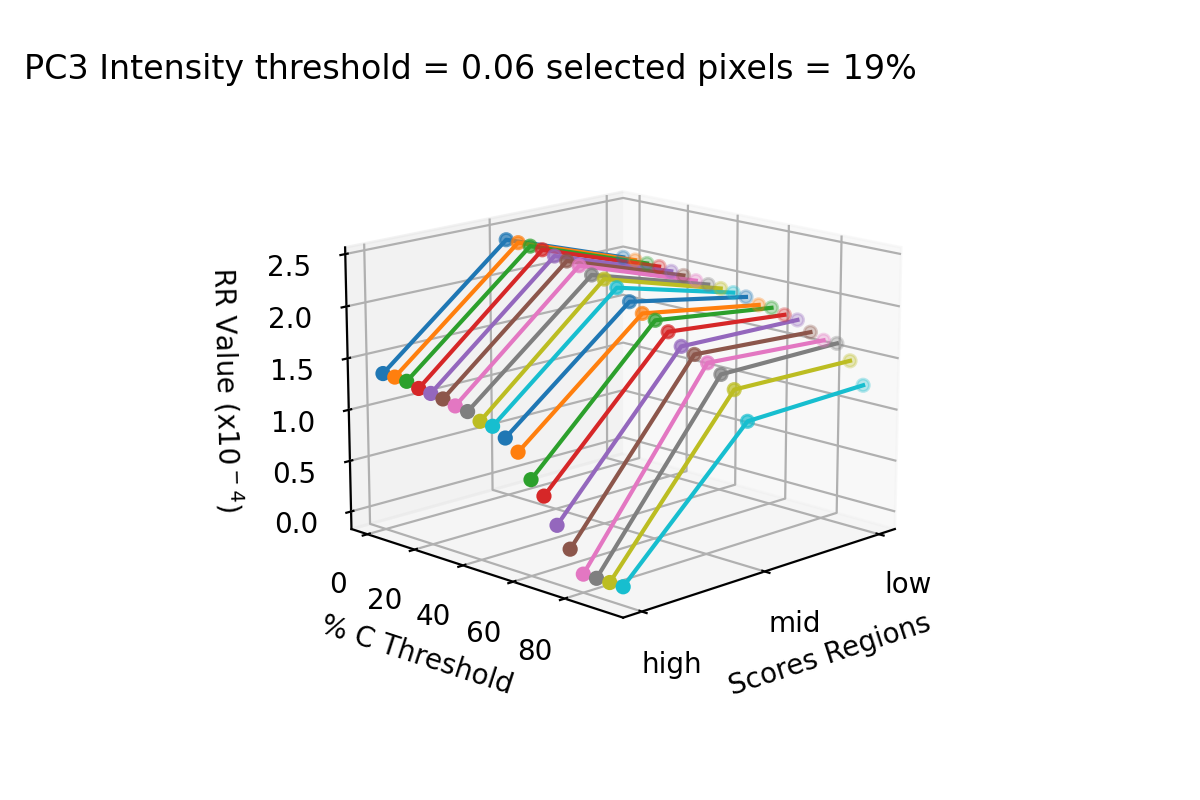 PC3 Intensity threshold = 0.06 selected pixels = 19%
2.5
2.0
1.5
1.0
0.5
0.0
RR Value (x10⁻⁴)
0
20
40
60
80
% C Threshold
high
mid
low
Scores Regions